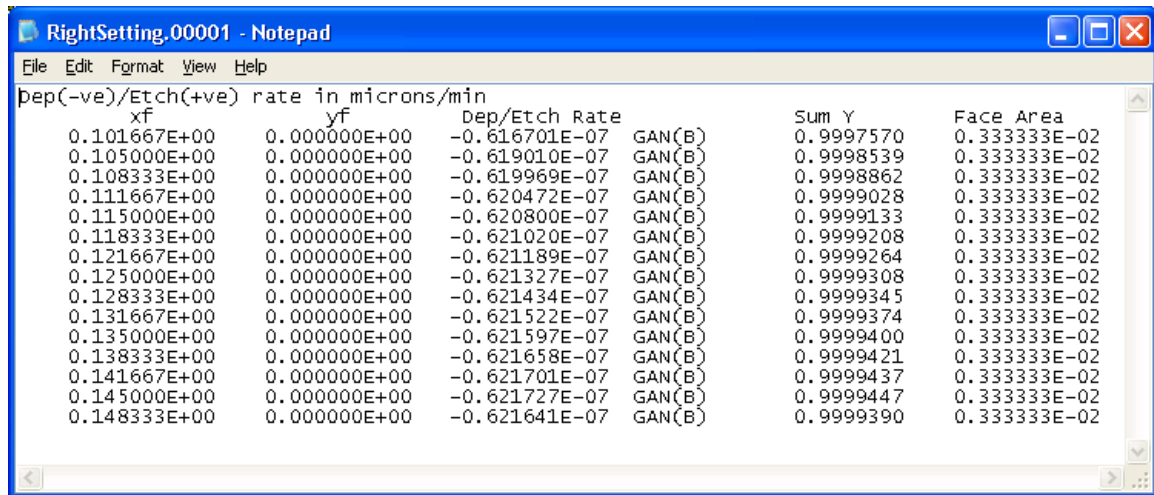 RightSetting.00001 - Notepad
File Edit Format View Help
Dep(-ve)/Etch(+ve) rate in microns/min
xf yf Dep/Etch Rate Sum Y Face Area
0.101667E+00 0.000000E+00 -0.616701E-07 GAN(B) 0.9997570 0.333333E-02
0.105000E+00 0.000000E+00 -0.619010E-07 GAN(B) 0.9998539 0.333333E-02
0.108333E+00 0.000000E+00 -0.619969E-07 GAN(B) 0.9998862 0.333333E-02
0.111667E+00 0.000000E+00 -0.620472E-07 GAN(B) 0.9999028 0.333333E-02
0.115000E+00 0.000000E+00 -0.620800E-07 GAN(B) 0.9999133 0.333333E-02
0.118333E+00 0.000000E+00 -0.621020E-07 GAN(B) 0.9999208 0.333333E-02
0.121667E+00 0.000000E+00 -0.621189E-07 GAN(B) 0.9999264 0.333333E-02
0.125000E+00 0.000000E+00 -0.621327E-07 GAN(B) 0.9999308 0.333333E-02
0.128333E+00 0.000000E+00 -0.621434E-07 GAN(B) 0.9999345 0.333333E-02
0.131667E+00 0.000000E+00 -0.621522E-07 GAN(B) 0.9999374 0.333333E-02
0.135000E+00 0.000000E+00 -0.621597E-07 GAN(B) 0.9999400 0.333333E-02
0.138333E+00 0.000000E+00 -0.621658E-07 GAN(B) 0.9999421 0.333333E-02
0.141667E+00 0.000000E+00 -0.621701E-07 GAN(B) 0.9999437 0.333333E-02
0.145000E+00 0.000000E+00 -0.621727E-07 GAN(B) 0.9999447 0.333333E-02
0.148333E+00 0.000000E+00 -0.621641E-07 GAN(B) 0.9999390 0.333333E-02